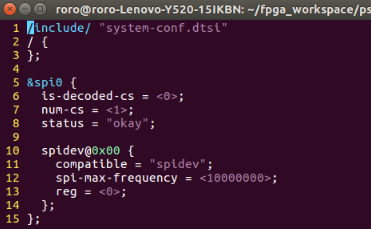 roro@roro-Lenovo-Y520-15IKBN: ~/fpga_workspace/ps
1 /include/ "system-conf.dtsi"
2 / {
3 };
4
5 &spi0 {
6   is-decoded-cs = <0>;
7   num-cs = <1>;
8   status = "okay";
9
10   spidev@0x00 {
11     compatible = "spidev";
12     spi-max-frequency = <10000000>;
13     reg = <0>;
14   };
15 };